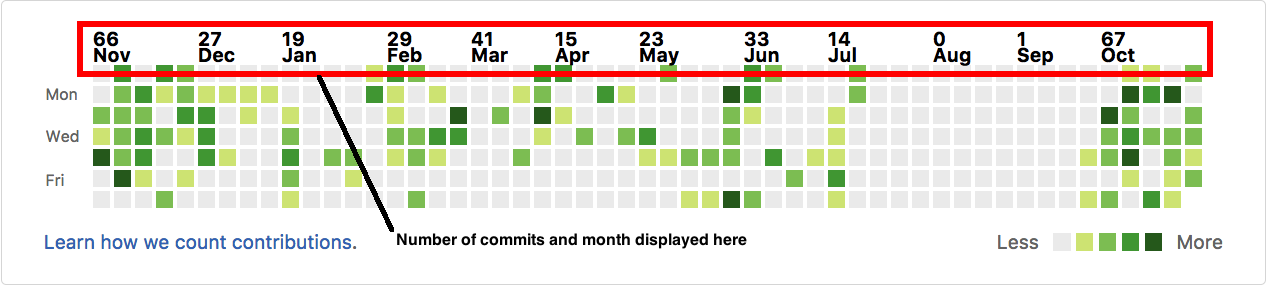 66 27 19 29 41 15 23 33 14 0 1 67
Nov Dec Jan Feb Mar Apr May Jun Jul Aug Sep Oct
Mon
Wed
Fri
Learn how we count contributions.
Number of commits and month displayed here
Less More